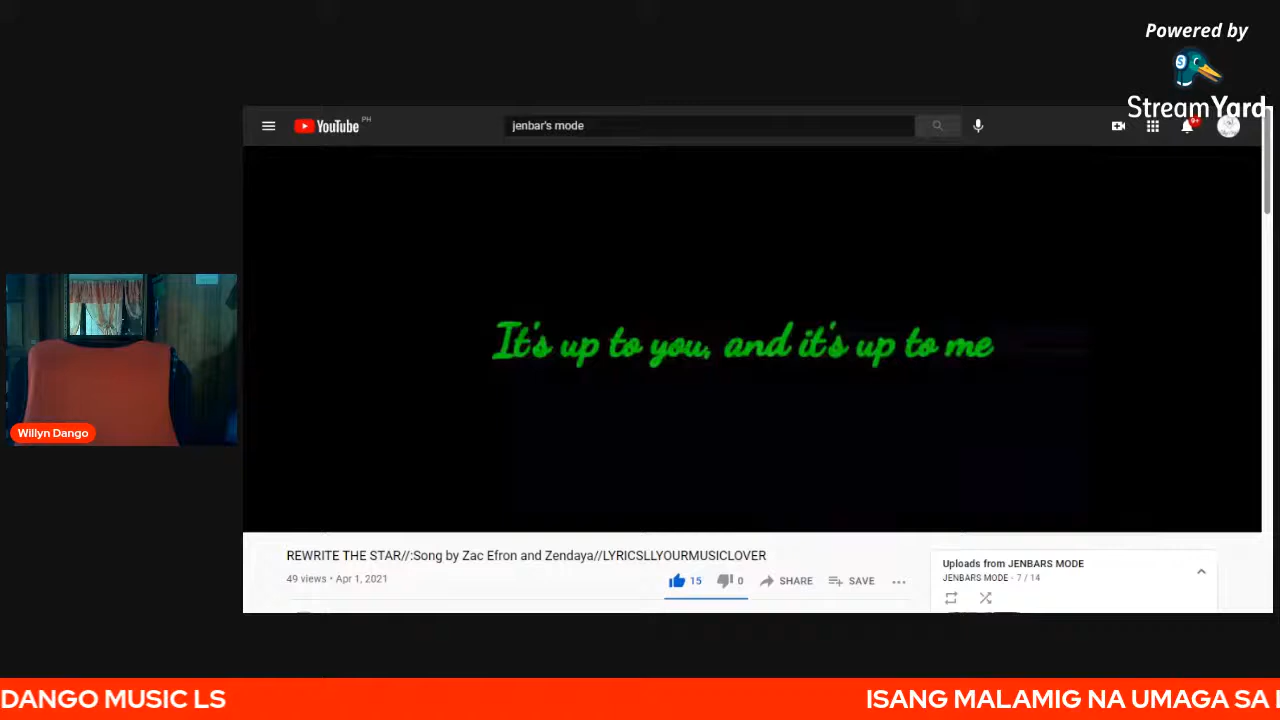 Powered by
StreamYard
YouTube PH
jenbar's mode
9+
It's up to you, and it's up to me
Willyn Dango
REWRITE THE STAR//:Song by Zac Efron and Zendaya//LYRICSLLYOURMUSICLOVER
49 views • Apr 1, 2021
15
0
SHARE
SAVE
Uploads from JENBARS MODE
JENBARS MODE - 7 / 14
DANGO MUSIC LS
ISANG MALAMIG NA UMAGA SA